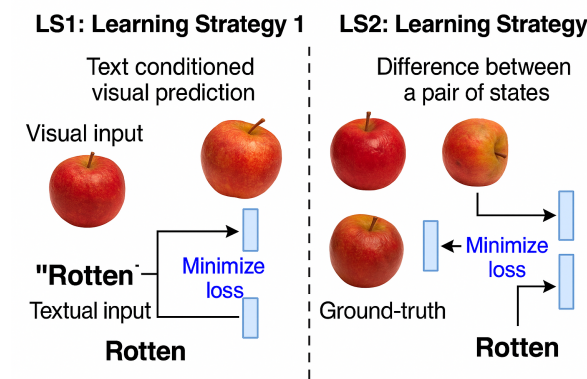 LS1: Learning Strategy 1
Text conditioned
visual prediction
Visual input
"Rotten
Minimize
loss
Textual input
Rotten
LS2: Learning Strategy
Difference between
a pair of states
Minimize
loss
Ground-truth
Rotten